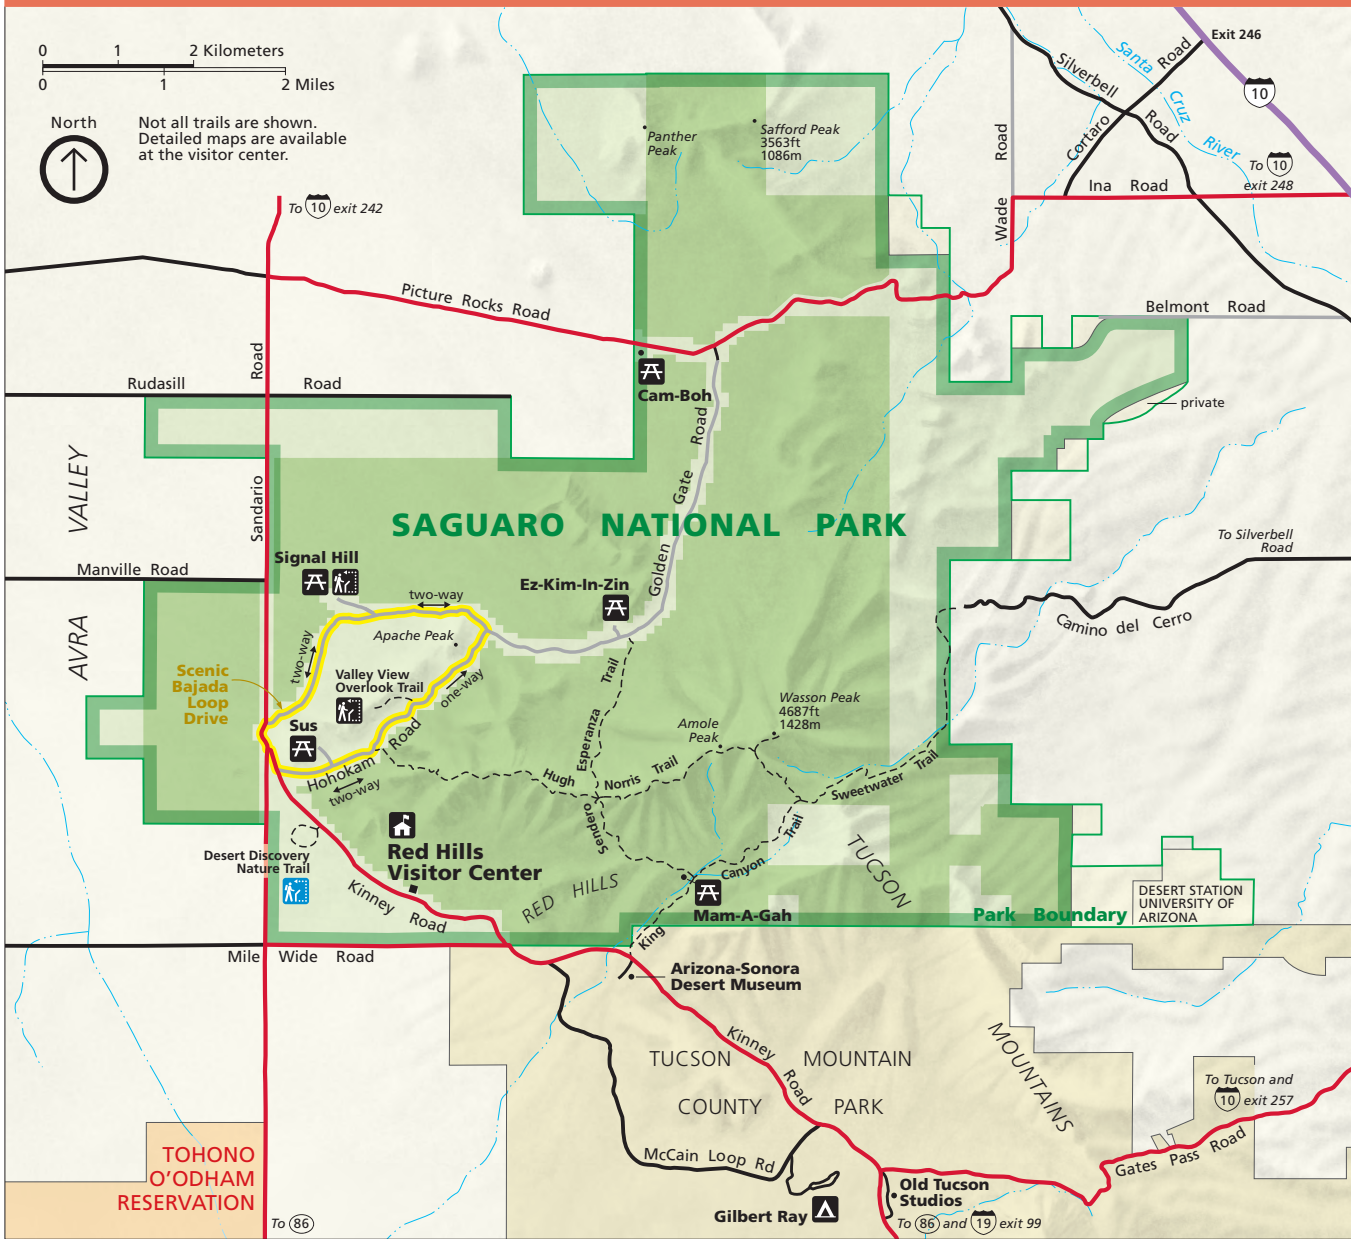 0 1 2 Kilometers
0 1 2 Miles
North
Not all trails are shown.
Detailed maps are available
at the visitor center.
To 10 exit 242
Panther
Peak
Safford Peak
3563ft
1086m
Silverbell Road
Santa Cruz River
Cortaro Road
Exit 246
10
To 10
exit 248
Wade Road
Ina Road
Picture Rocks Road
Belmont Road
Rudasill Road
Sandario Road
Cam-Boh
private
VALLEY
AVRA
Golden Gate Road
SAGUARO NATIONAL PARK
To Silverbell
Road
Manville Road
Signal Hill
two-way
Ez-Kim-In-Zin
Apache Peak
Camino del Cerro
two-way
Scenic
Bajada
Loop
Drive
Valley View
Overlook Trail
one-way
Sus
Hohokam Road
two-way
Esperanza Trail
Sendero
Amole
Peak
Wasson Peak
4687ft
1428m
Hugh Norris Trail
Sweetwater Trail
Red Hills
Visitor Center
Desert Discovery
Nature Trail
Kinney Road
RED HILLS
King Canyon Trail
Mam-A-Gah
TUCSON
MOUNTAINS
Park Boundary
DESERT STATION
UNIVERSITY OF
ARIZONA
Mile Wide Road
Arizona-Sonora
Desert Museum
Kinney Road
TUCSON MOUNTAIN
COUNTY PARK
To Tucson and
10 exit 257
McCain Loop Rd
Gates Pass Road
TOHONO
O'ODHAM
RESERVATION
Gilbert Ray
Old Tucson
Studios
To 86
To 86 and 19 exit 99